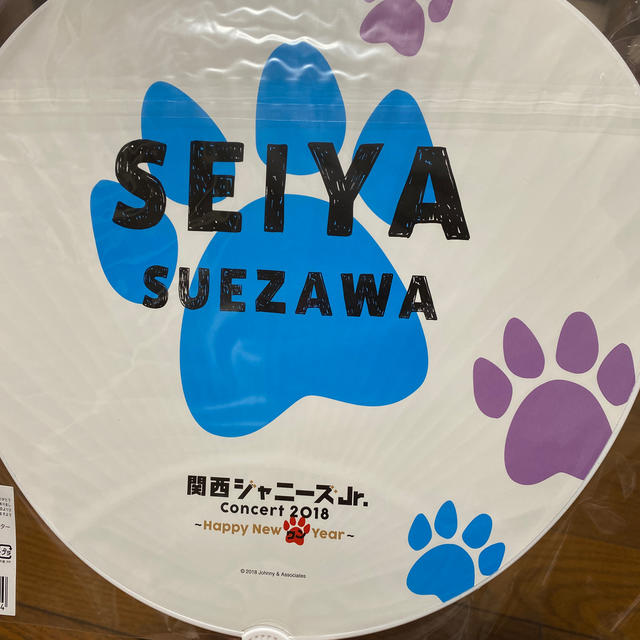 SEIYA
SUEZAWA
関西ジャニーズJr.
Concert 2018
~Happy New ワン Year~
© 2018 Johnny & Associates